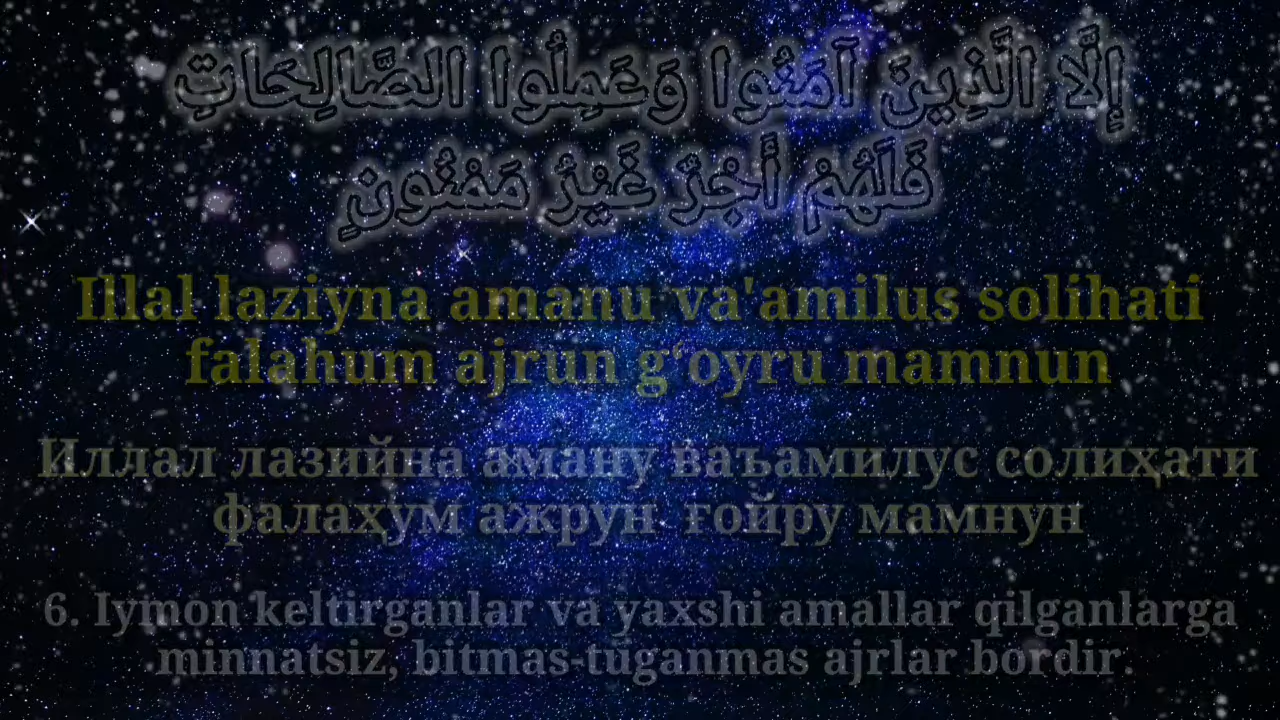 إِلَّا الَّذِينَ آمَنُوا وَعَمِلُوا الصَّالِحَاتِ
فَلَهُمْ أَجْرٌ غَيْرُ مَمْنُونٍ
Illal laziyna amanu va'amilus solihati
falahum ajrun g‘oyru mamnun
Иллал лазийна аману ваъамилус солиҳати
фалаҳум ажрун ғойру мамнун
6. Iymon keltirganlar va yaxshi amallar qilganlarga
minnatsiz, bitmas-tuganmas ajrlar bordir.